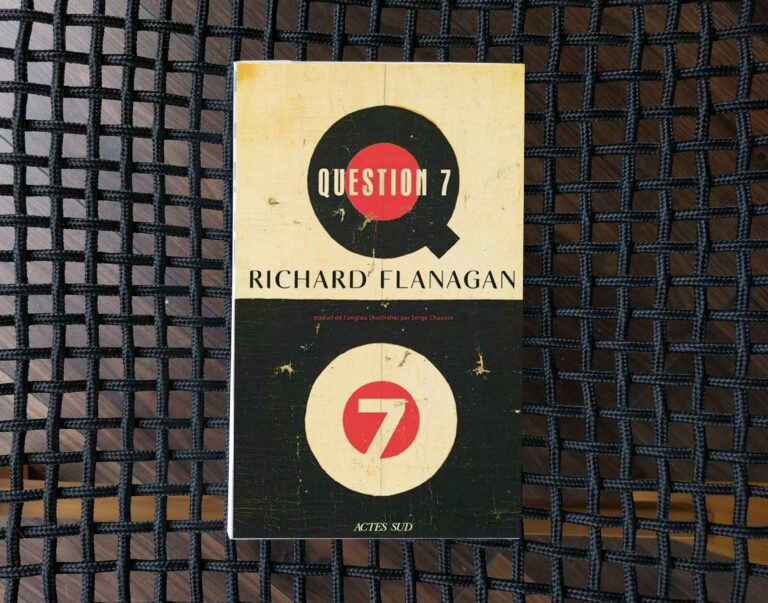 QUESTION 7
RICHARD FLANAGAN
traduit de l'anglais (Australie) par Serge Chauvin
7
ACTES SUD